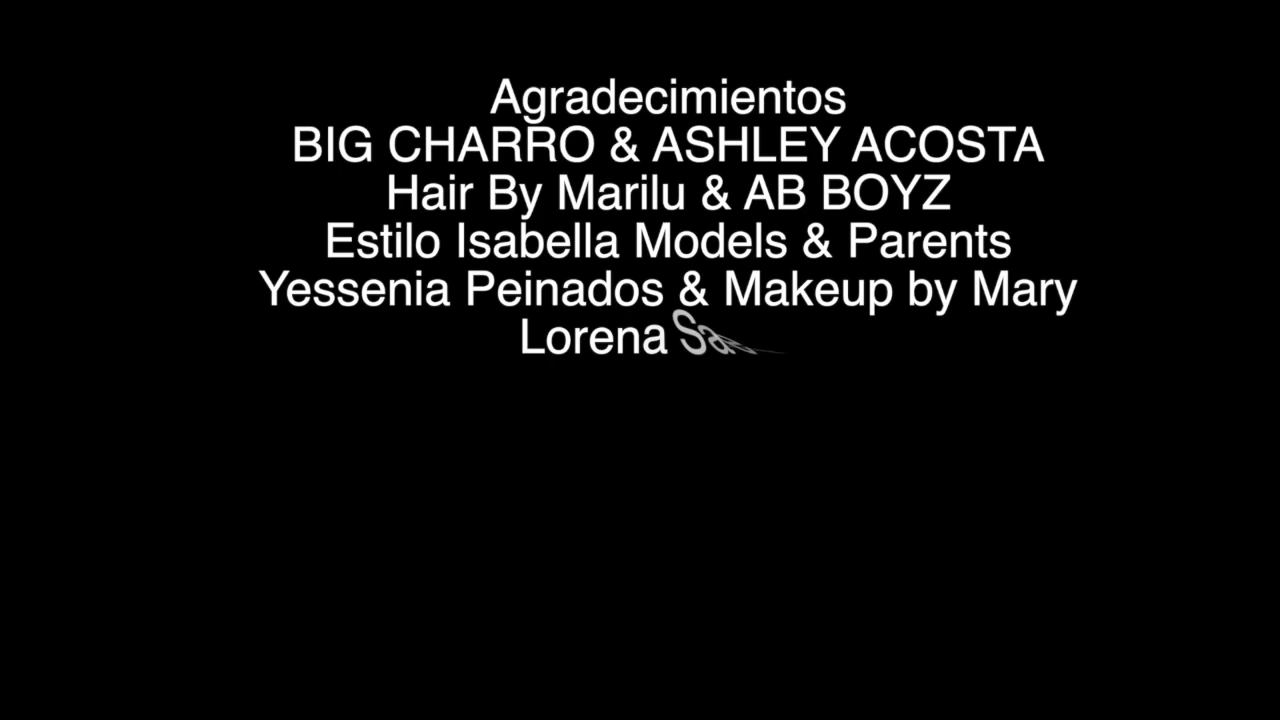 Agradecimientos
BIG CHARRO & ASHLEY ACOSTA
Hair By Marilu & AB BOYZ
Estilo Isabella Models & Parents
Yessenia Peinados & Makeup by Mary
Lorena